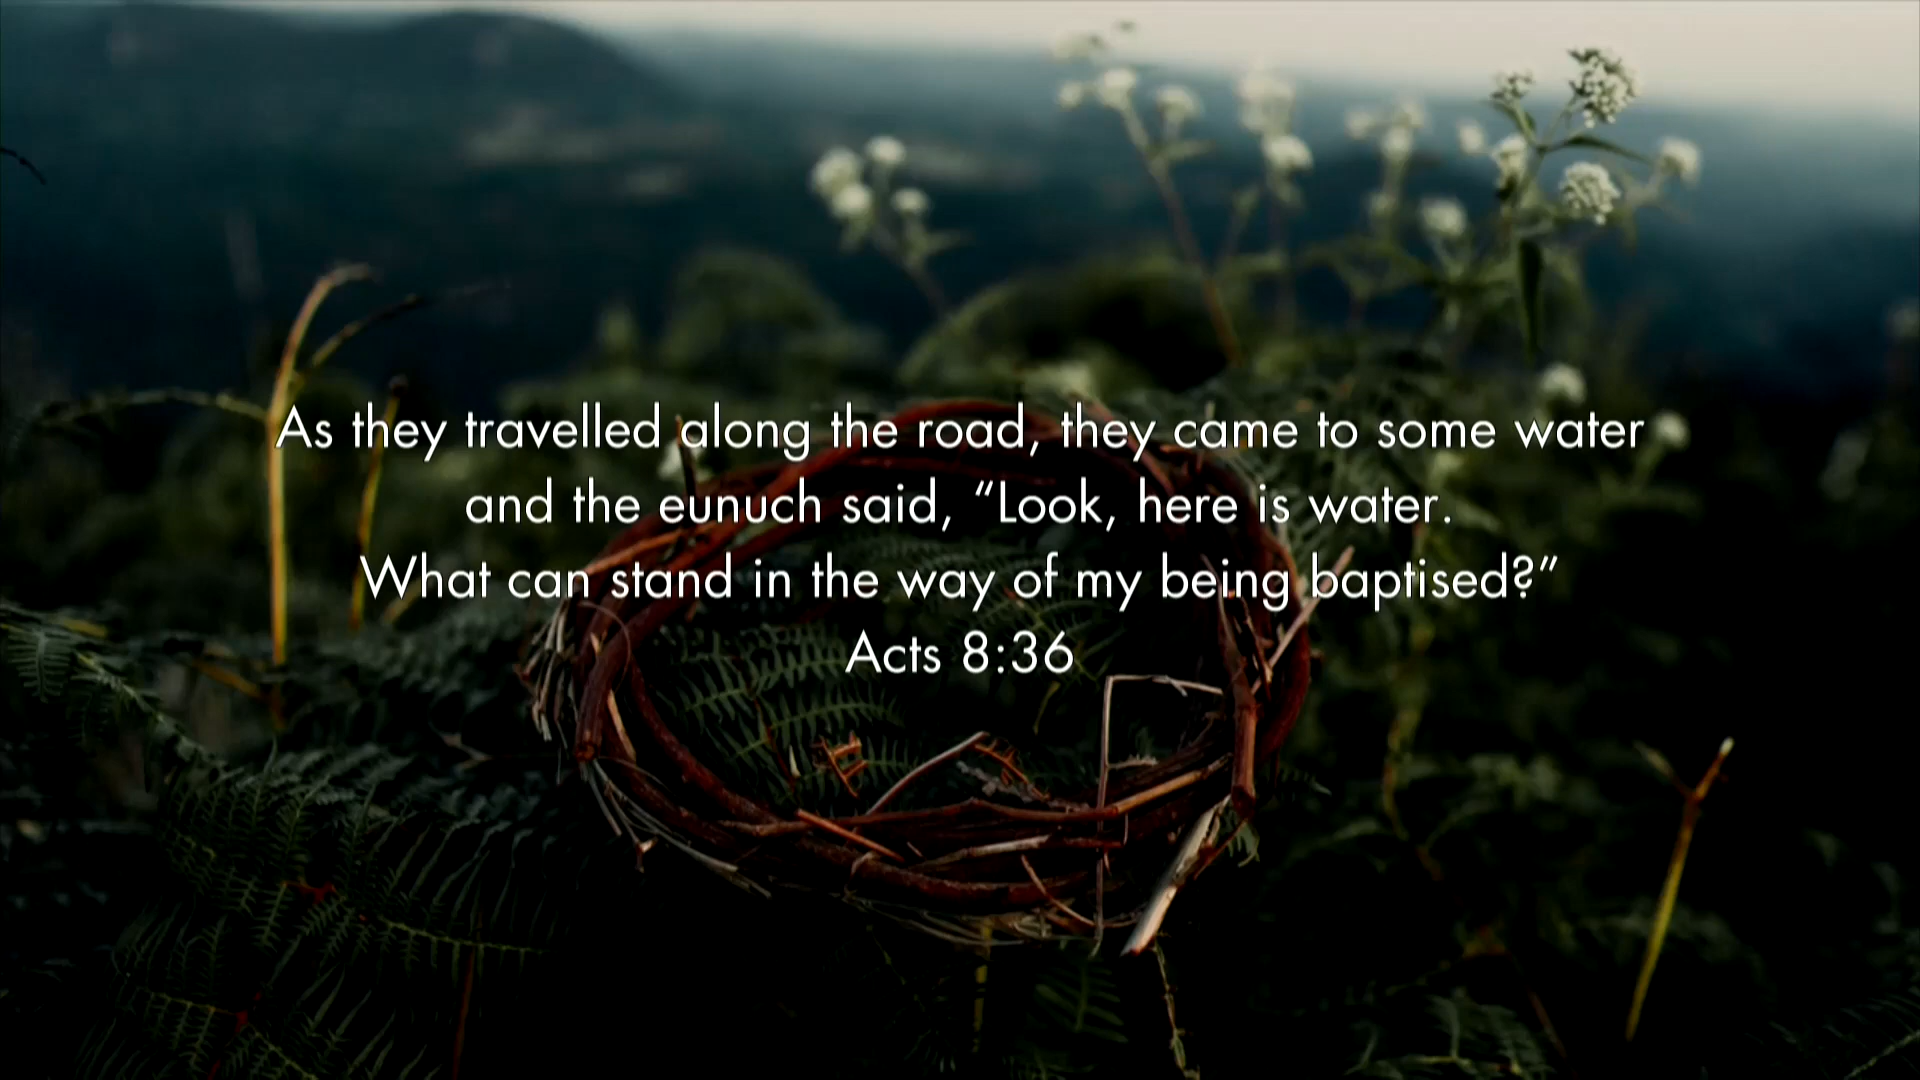 As they travelled along the road, they came to some water
and the eunuch said, “Look, here is water.
What can stand in the way of my being baptised?”
Acts 8:36